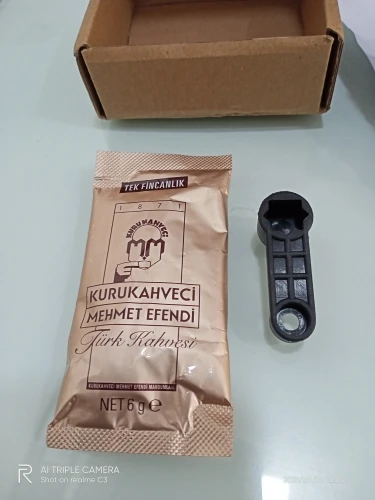 TEK FİNCANLIK
1871
KURUKAHVECİ
MM
KURUKAHVECİ
MEHMET EFENDİ
Türk Kahvesi
KURUKAHVECİ MEHMET EFENDİ MAHDUMLARI
NET 6 g e
R AI TRIPLE CAMERA
Shot on realme C3